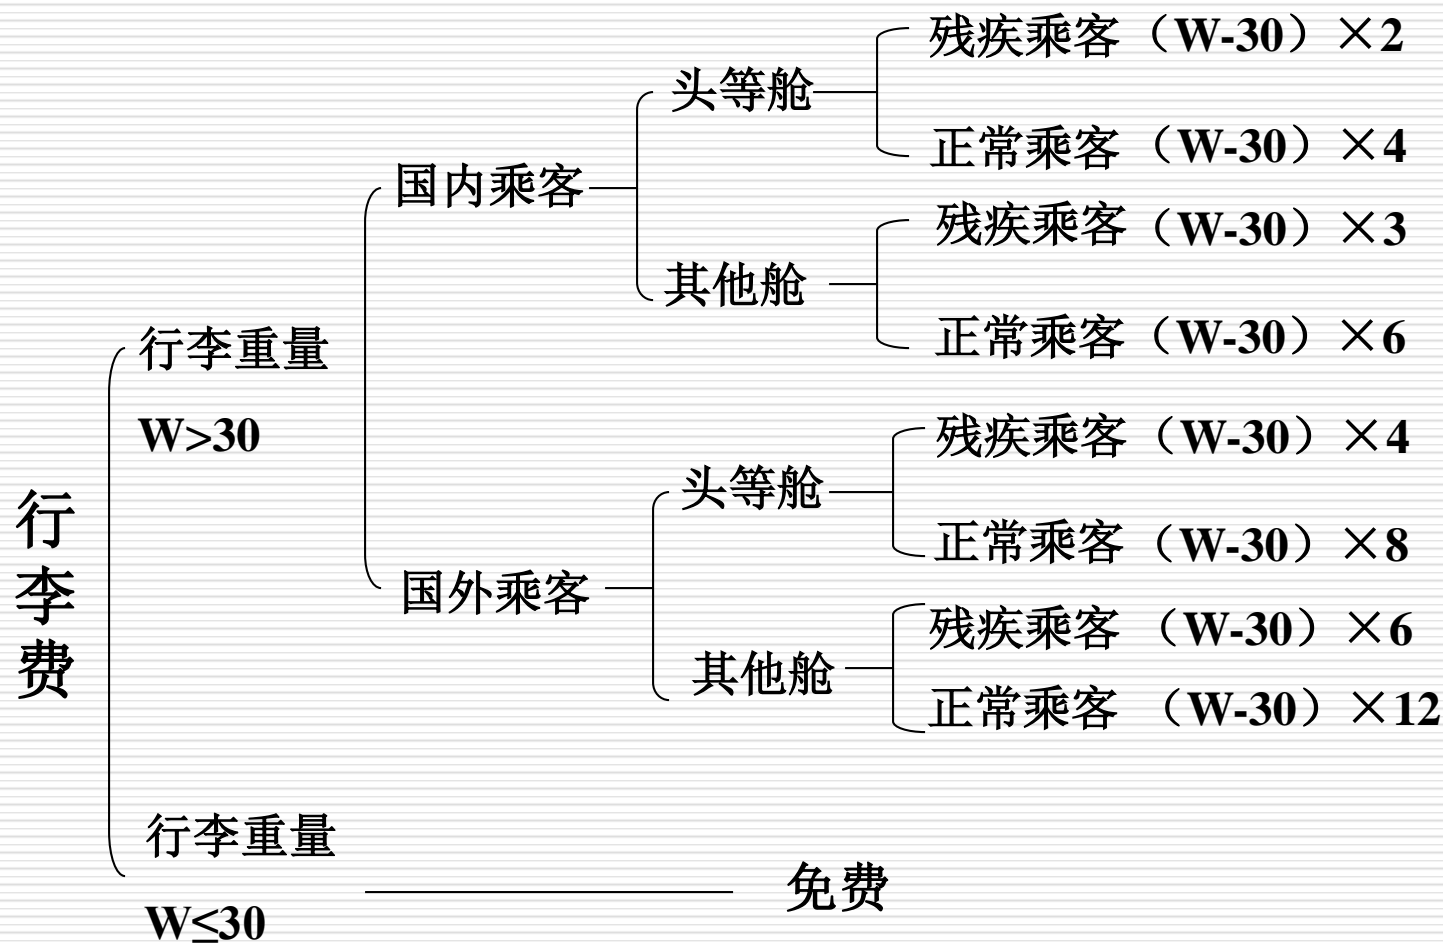 残疾乘客（W-30）×2
头等舱
正常乘客（W-30）×4
国内乘客
残疾乘客（W-30）×3
其他舱
正常乘客（W-30）×6
行李重量
W>30
残疾乘客（W-30）×4
头等舱
正常乘客（W-30）×8
国外乘客
残疾乘客（W-30）×6
其他舱
正常乘客（W-30）×12
行李费
行李重量
W≤30
免费